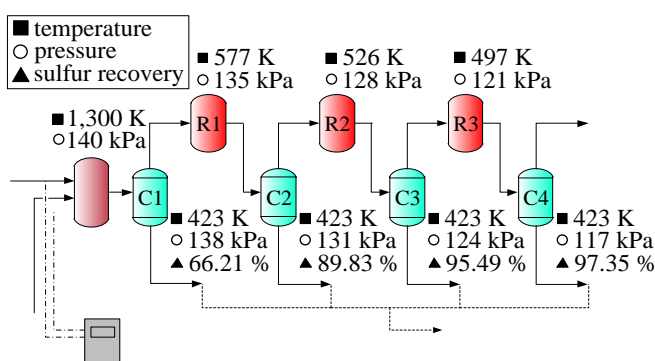 ■ temperature
○ pressure
▲ sulfur recovery
■ 1,300 K
○ 140 kPa
■ 577 K
○ 135 kPa
■ 526 K
○ 128 kPa
■ 497 K
○ 121 kPa
R1
R2
R3
C1
C2
C3
C4
■ 423 K
○ 138 kPa
▲ 66.21 %
■ 423 K
○ 131 kPa
▲ 89.83 %
■ 423 K
○ 124 kPa
▲ 95.49 %
■ 423 K
○ 117 kPa
▲ 97.35 %